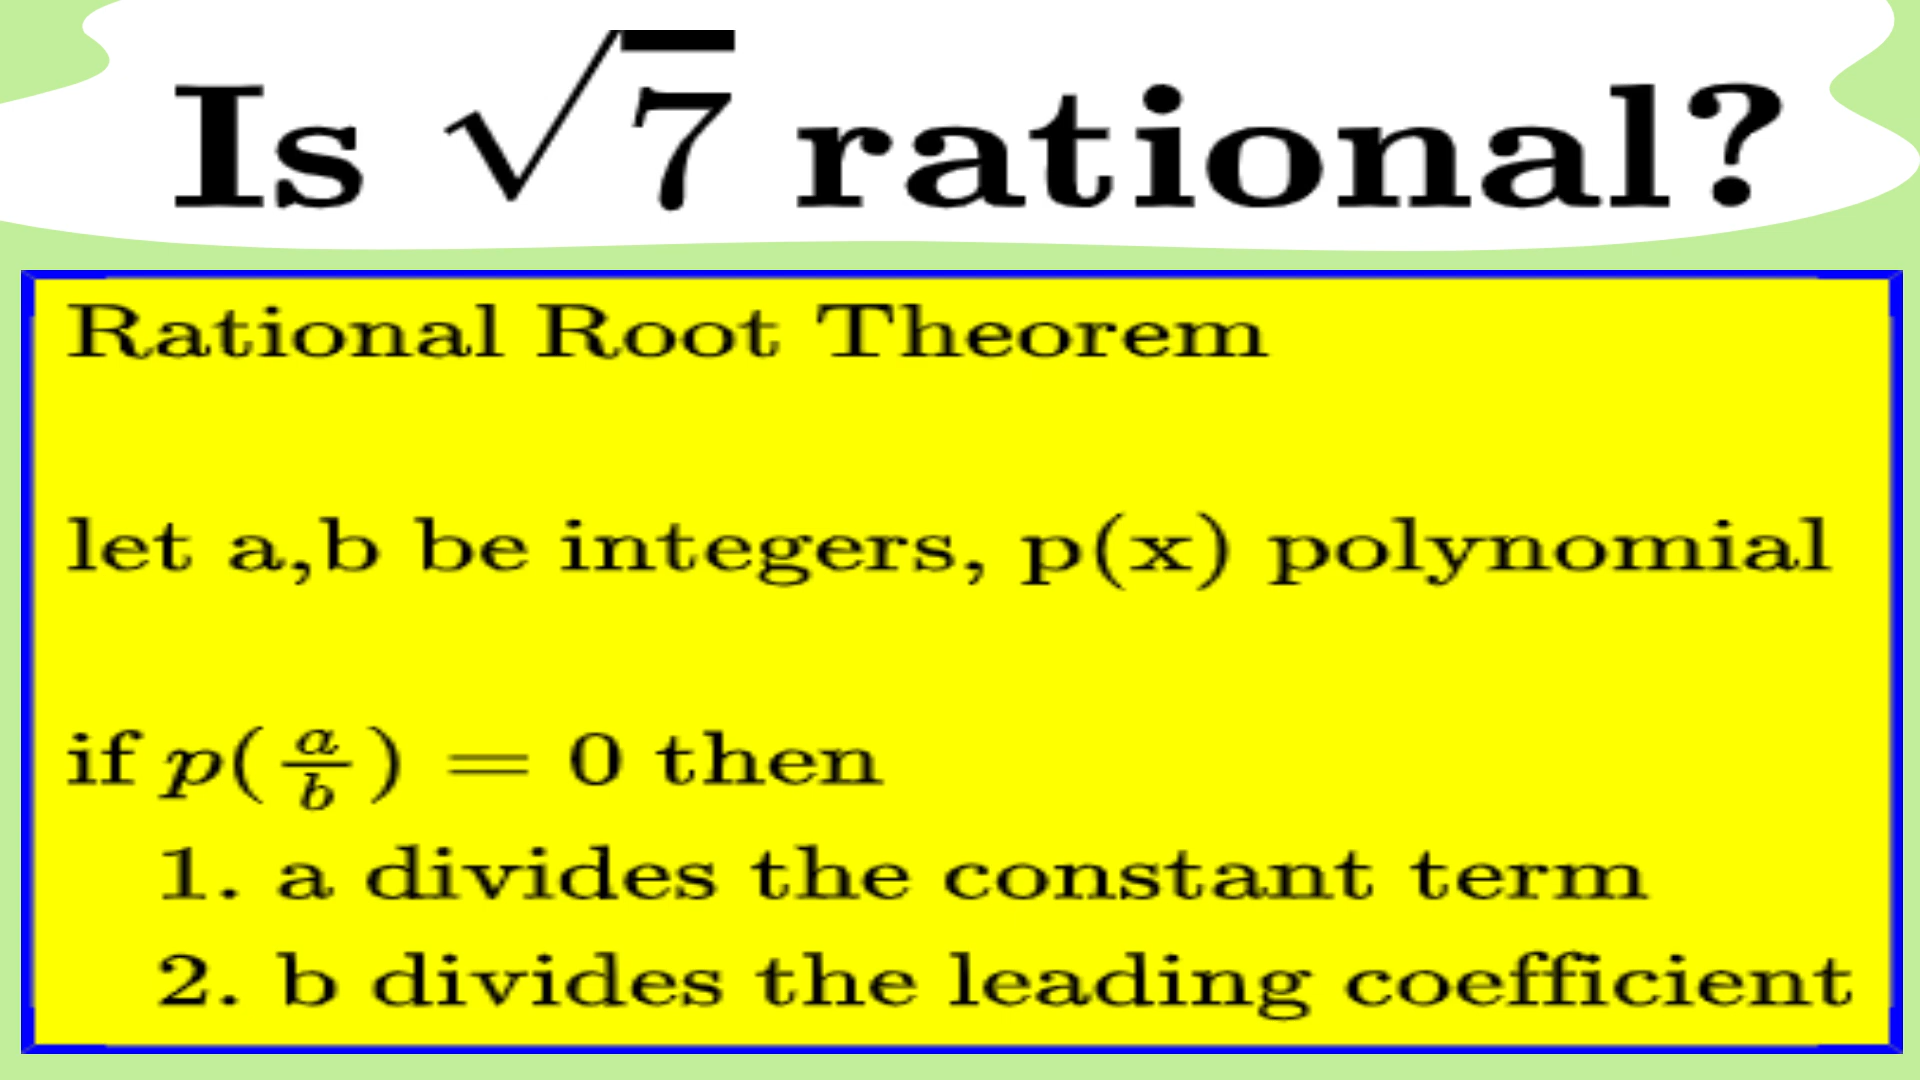 Is √7 rational?
Rational Root Theorem
let a,b be integers, p(x) polynomial
if p(a/b) = 0 then
1. a divides the constant term
2. b divides the leading coefficient